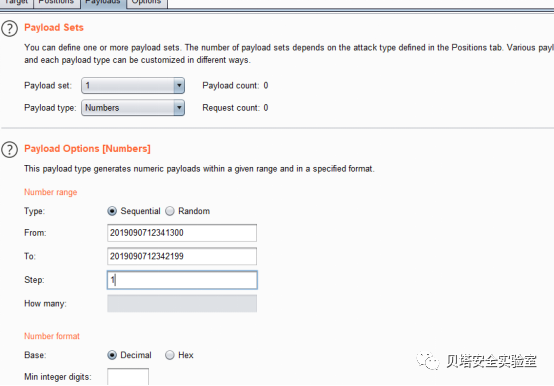 Target Positions Payloads Options
? Payload Sets
You can define one or more payload sets. The number of payload sets depends on the attack type defined in the Positions tab. Various
and each payload type can be customized in different ways.
Payload set: 1 Payload count: 0
Payload type: Numbers Request count: 0
? Payload Options [Numbers]
This payload type generates numeric payloads within a given range and in a specified format.
Number range
Type: Sequential Random
From: 2019090712341300
To: 2019090712342199
Step: 1
How many:
Number format
Base: Decimal Hex
Min integer digits:
贝塔安全实验室